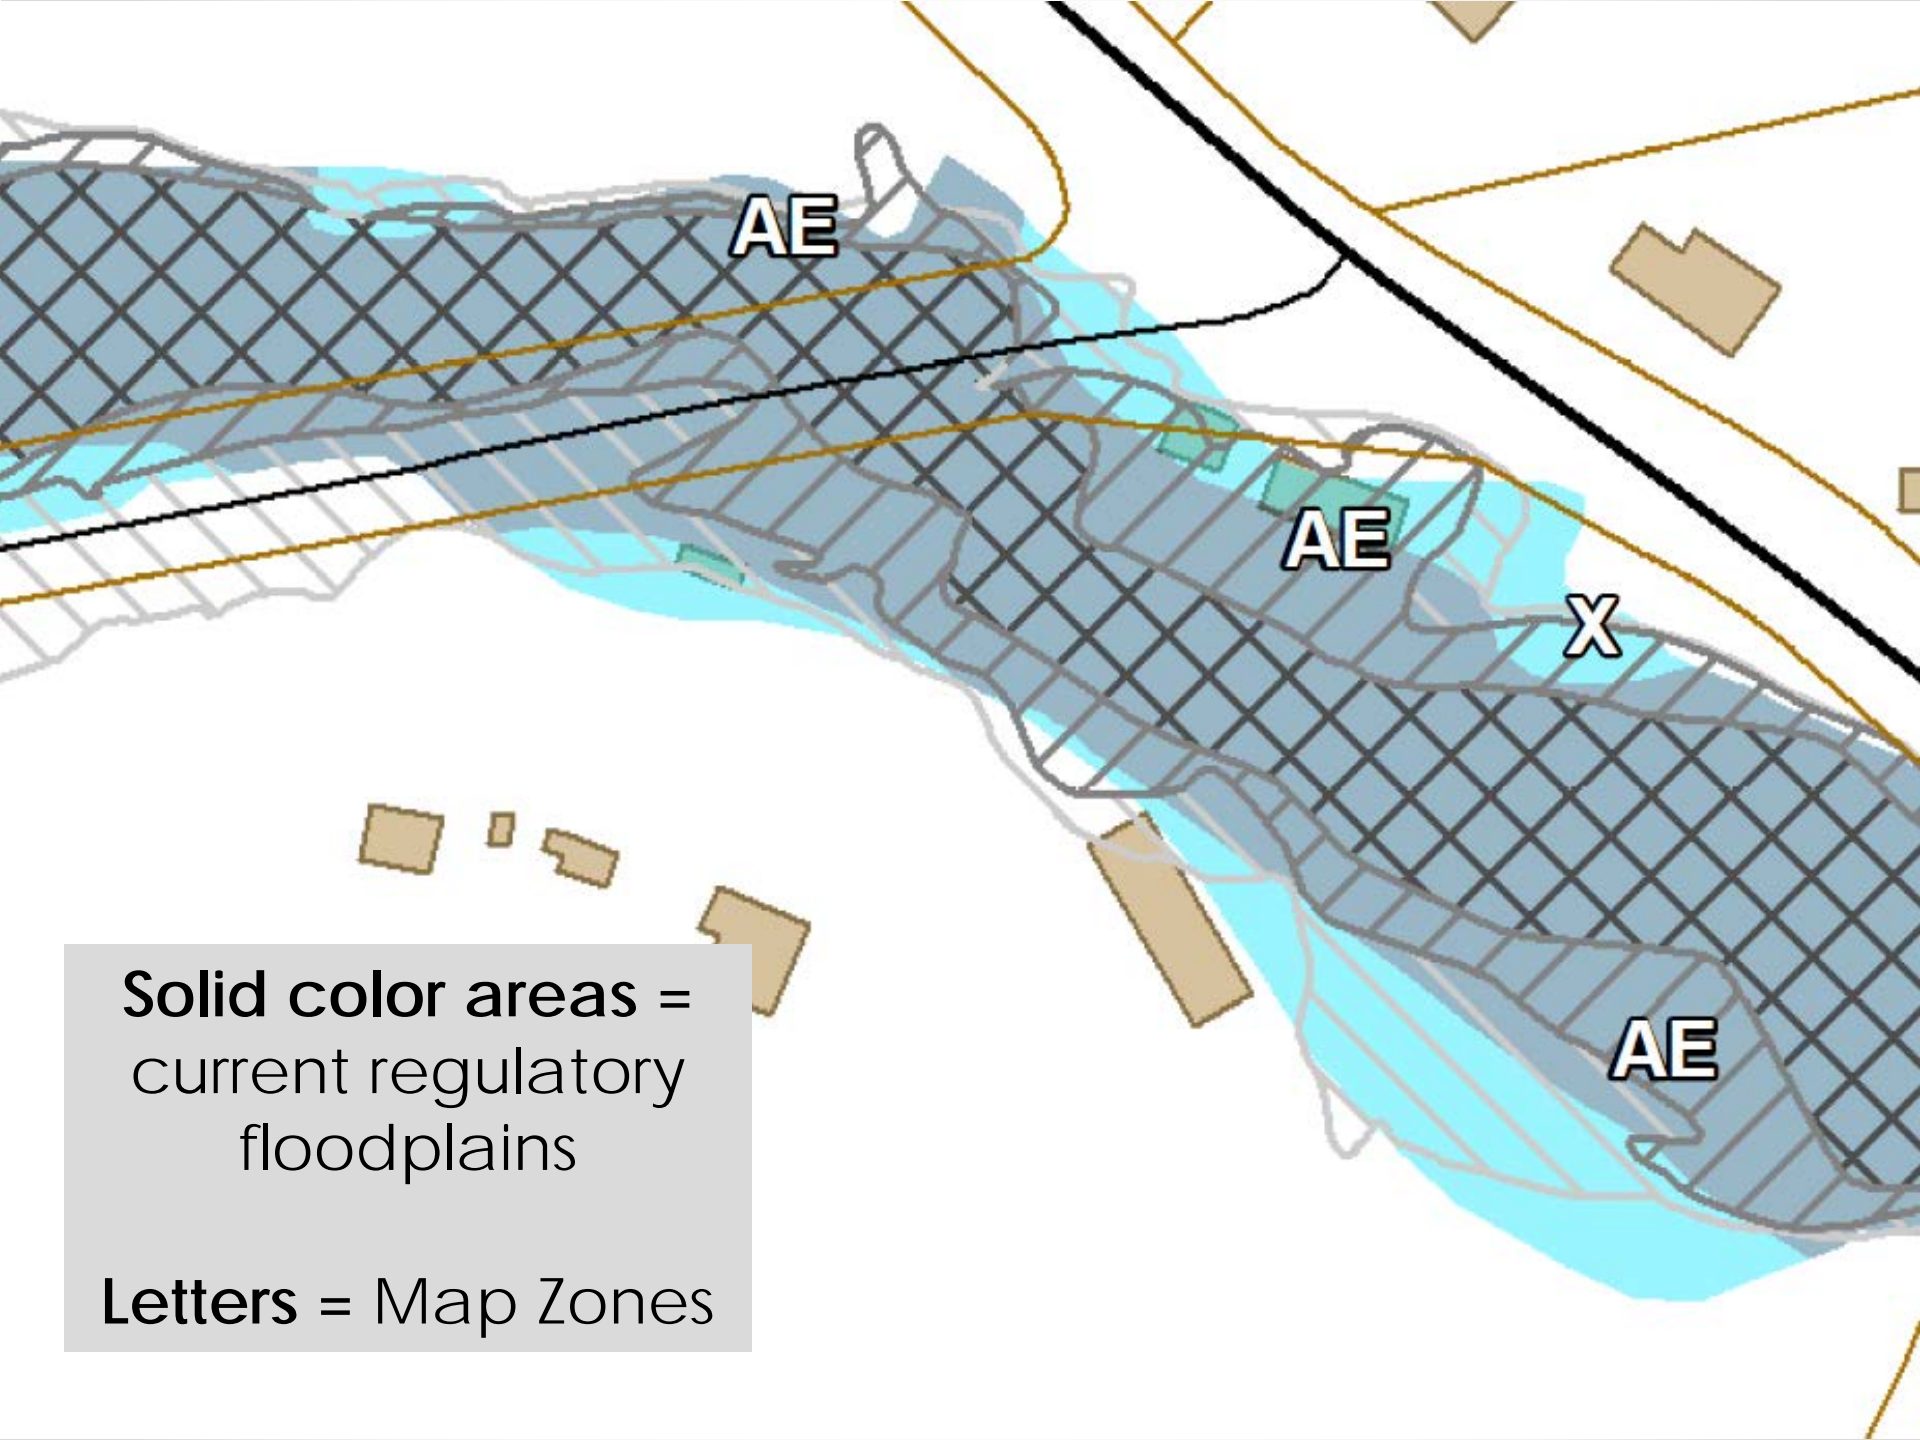 AE
AE
X
Solid color areas =
current regulatory
floodplains
AE
Letters = Map Zones